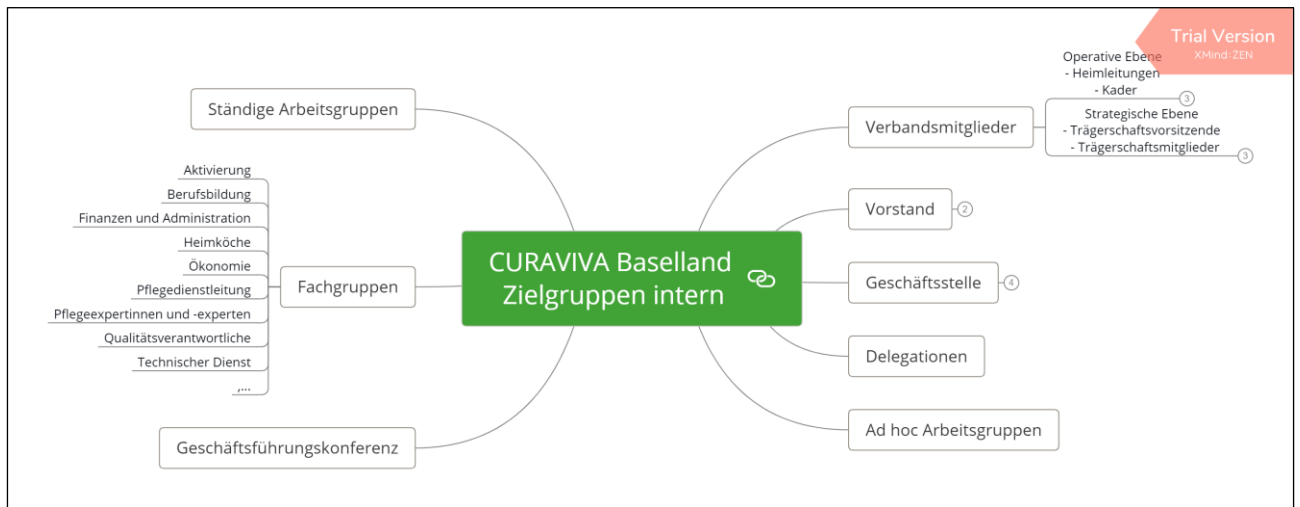 Trial Version
XMind:ZEN
CURAVIVA Baselland
Zielgruppen intern
Verbandsmitglieder
Operative Ebene
- Heimleitungen
- Kader
3
Strategische Ebene
- Trägerschaftsvorsitzende
- Trägerschaftsmitglieder
3
Vorstand
2
Geschäftsstelle
4
Delegationen
Ad hoc Arbeitsgruppen
Ständige Arbeitsgruppen
Fachgruppen
Aktivierung
Berufsbildung
Finanzen und Administration
Heimköche
Ökonomie
Pflegedienstleitung
Pflegeexpertinnen und -experten
Qualitätsverantwortliche
Technischer Dienst
,...
Geschäftsführungskonferenz